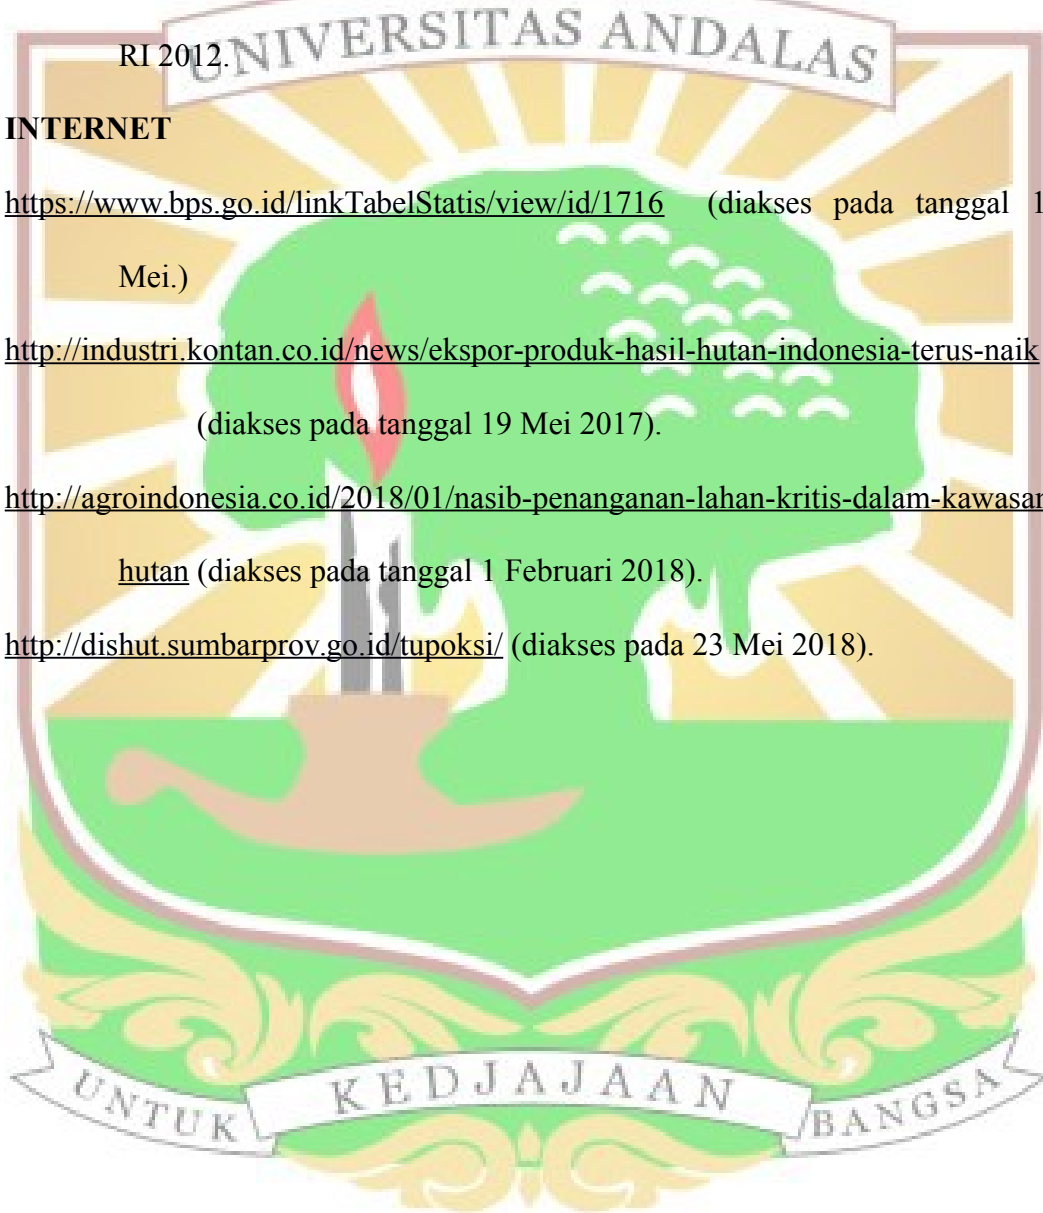 UNIVERSITAS ANDALAS
RI 2012.
INTERNET
https://www.bps.go.id/linkTabelStatis/view/id/1716 (diakses pada tanggal 1
Mei.)
http://industri.kontan.co.id/news/ekspor-produk-hasil-hutan-indonesia-terus-naik
(diakses pada tanggal 19 Mei 2017).
http://agroindonesia.co.id/2018/01/nasib-penanganan-lahan-kritis-dalam-kawasan
hutan (diakses pada tanggal 1 Februari 2018).
http://dishut.sumbarprov.go.id/tupoksi/ (diakses pada 23 Mei 2018).
UNTUK KEDJAJAAN BANGSA